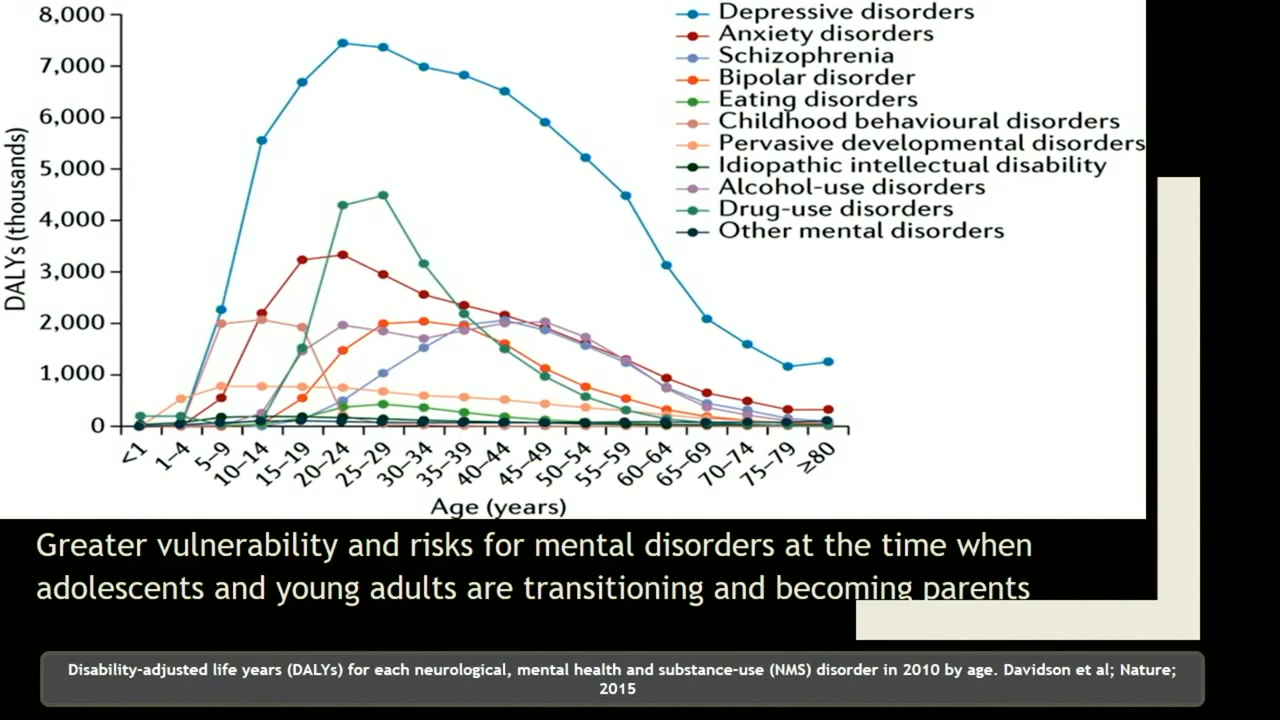 8,000
7,000
6,000
5,000
4,000
3,000
2,000
1,000
0
DALYs (thousands)
Depressive disorders
Anxiety disorders
Schizophrenia
Bipolar disorder
Eating disorders
Childhood behavioural disorders
Pervasive developmental disorders
Idiopathic intellectual disability
Alcohol-use disorders
Drug-use disorders
Other mental disorders
<1
1–4
5–9
10–14
15–19
20–24
25–29
30–34
35–39
40–44
45–49
50–54
55–59
60–64
65–69
70–74
75–79
≥80
Age (years)
Greater vulnerability and risks for mental disorders at the time when
adolescents and young adults are transitioning and becoming parents
Disability-adjusted life years (DALYs) for each neurological, mental health and substance-use (NMS) disorder in 2010 by age. Davidson et al; Nature;
2015